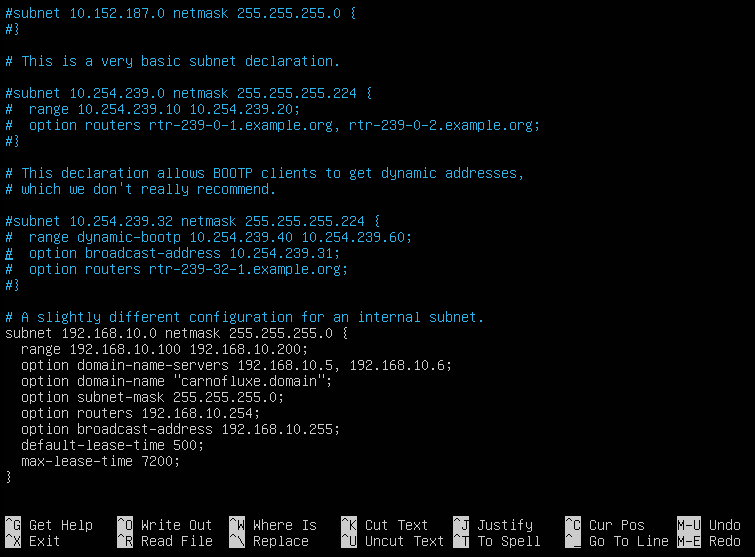 #subnet 10.152.187.0 netmask 255.255.255.0 {
#}

# This is a very basic subnet declaration.

#subnet 10.254.239.0 netmask 255.255.255.224 {
#  range 10.254.239.10 10.254.239.20;
#  option routers rtr-239-0-1.example.org, rtr-239-0-2.example.org;
#}

# This declaration allows BOOTP clients to get dynamic addresses,
# which we don't really recommend.

#subnet 10.254.239.32 netmask 255.255.255.224 {
#  range dynamic-bootp 10.254.239.40 10.254.239.60;
#  option broadcast-address 10.254.239.31;
#  option routers rtr-239-32-1.example.org;
#}

# A slightly different configuration for an internal subnet.
subnet 192.168.10.0 netmask 255.255.255.0 {
  range 192.168.10.100 192.168.10.200;
  option domain-name-servers 192.168.10.5, 192.168.10.6;
  option domain-name "carnofluxe.domain";
  option subnet-mask 255.255.255.0;
  option routers 192.168.10.254;
  option broadcast-address 192.168.10.255;
  default-lease-time 500;
  max-lease-time 7200;
}

^G Get Help  ^O Write Out  ^W Where Is  ^K Cut Text  ^J Justify  ^C Cur Pos  M-U Undo
^X Exit  ^R Read File  ^\ Replace  ^U Uncut Text  ^T To Spell  ^_ Go To Line  M-E Redo